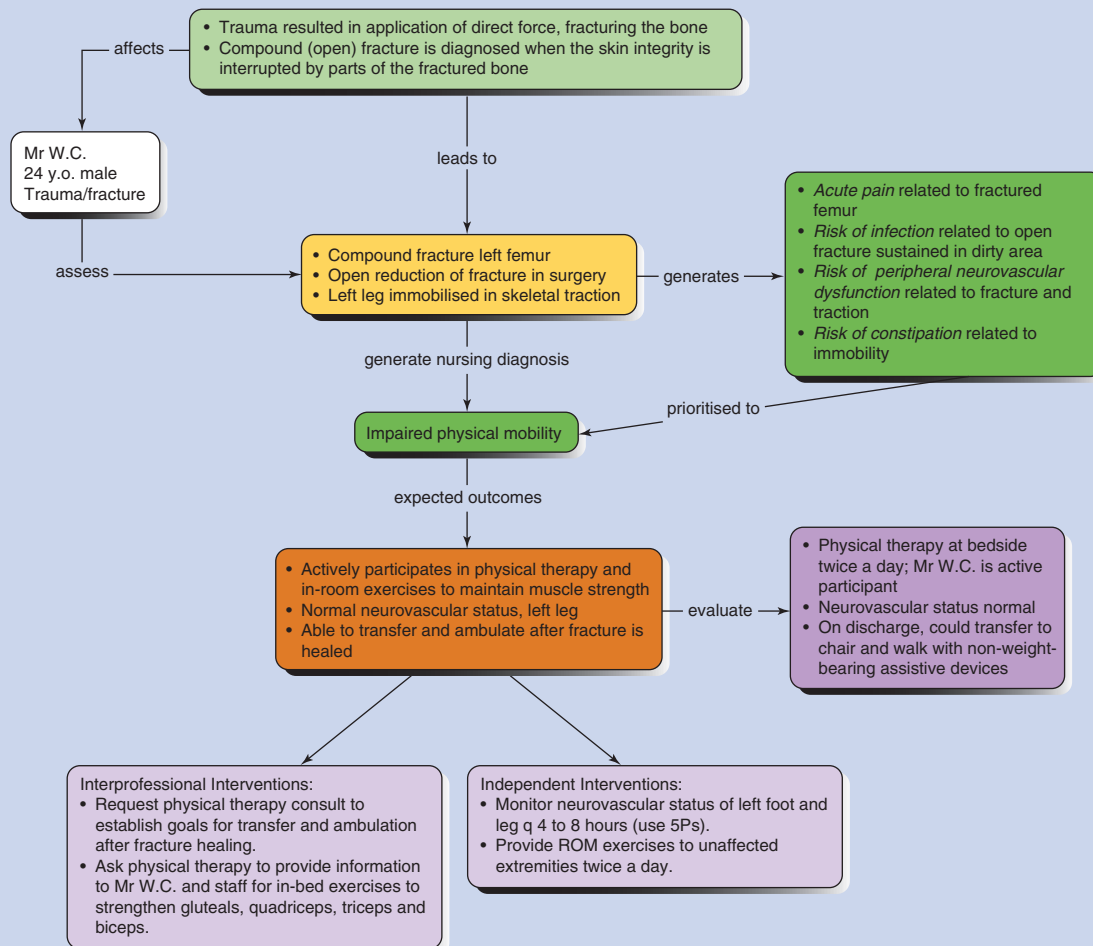 • Trauma resulted in application of direct force, fracturing the bone
• Compound (open) fracture is diagnosed when the skin integrity is
interrupted by parts of the fractured bone
affects
leads to
Mr W.C.
24 y.o. male
Trauma/fracture
assess
• Compound fracture left femur
• Open reduction of fracture in surgery
• Left leg immobilised in skeletal traction
generates
• Acute pain related to fractured
femur
• Risk of infection related to open
fracture sustained in dirty area
• Risk of peripheral neurovascular
dysfunction related to fracture and
traction
• Risk of constipation related to
immobility
generate nursing diagnosis
prioritised to
Impaired physical mobility
expected outcomes
• Actively participates in physical therapy and
in-room exercises to maintain muscle strength
• Normal neurovascular status, left leg
• Able to transfer and ambulate after fracture is
healed
evaluate
• Physical therapy at bedside
twice a day; Mr W.C. is active
participant
• Neurovascular status normal
• On discharge, could transfer to
chair and walk with non-weight-
bearing assistive devices
Interprofessional Interventions:
• Request physical therapy consult to
establish goals for transfer and ambulation
after fracture healing.
• Ask physical therapy to provide information
to Mr W.C. and staff for in-bed exercises to
strengthen gluteals, quadriceps, triceps and
biceps.
Independent Interventions:
• Monitor neurovascular status of left foot and
leg q 4 to 8 hours (use 5Ps).
• Provide ROM exercises to unaffected
extremities twice a day.